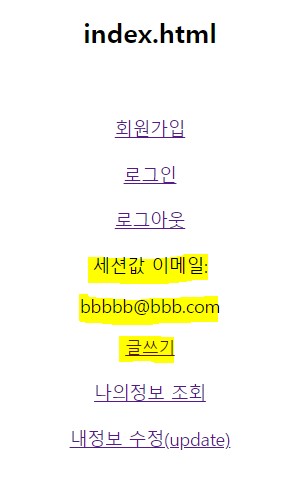 index.html
회원가입
로그인
로그아웃
세션값 이메일:
bbbbb@bbb.com
글쓰기
나의정보 조회
내정보 수정(update)